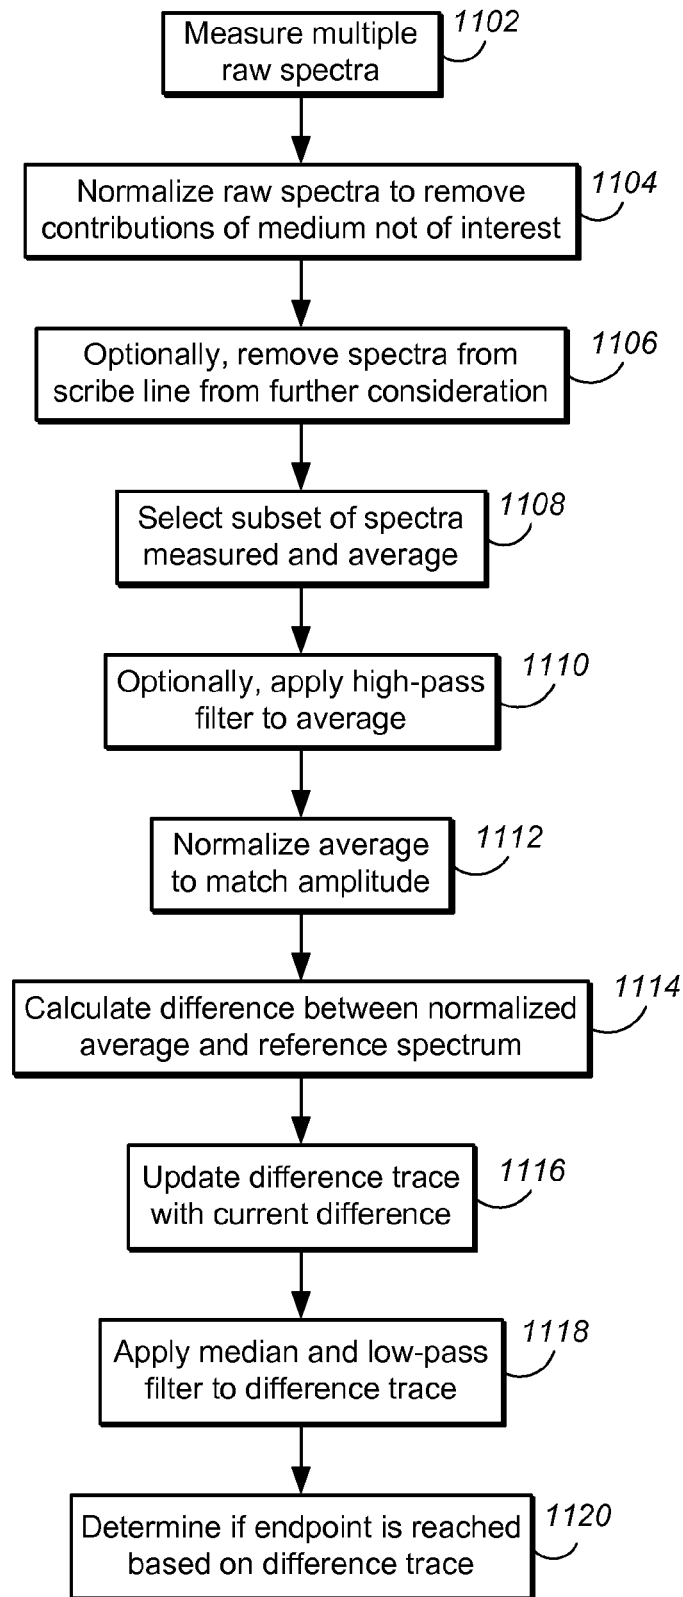 1102
Measure multiple
raw spectra
1104
Normalize raw spectra to remove
contributions of medium not of interest
1106
Optionally, remove spectra from
scribe line from further consideration
1108
Select subset of spectra
measured and average
1110
Optionally, apply high-pass
filter to average
1112
Normalize average
to match amplitude
1114
Calculate difference between normalized
average and reference spectrum
1116
Update difference trace
with current difference
1118
Apply median and low-pass
filter to difference trace
1120
Determine if endpoint is reached
based on difference trace